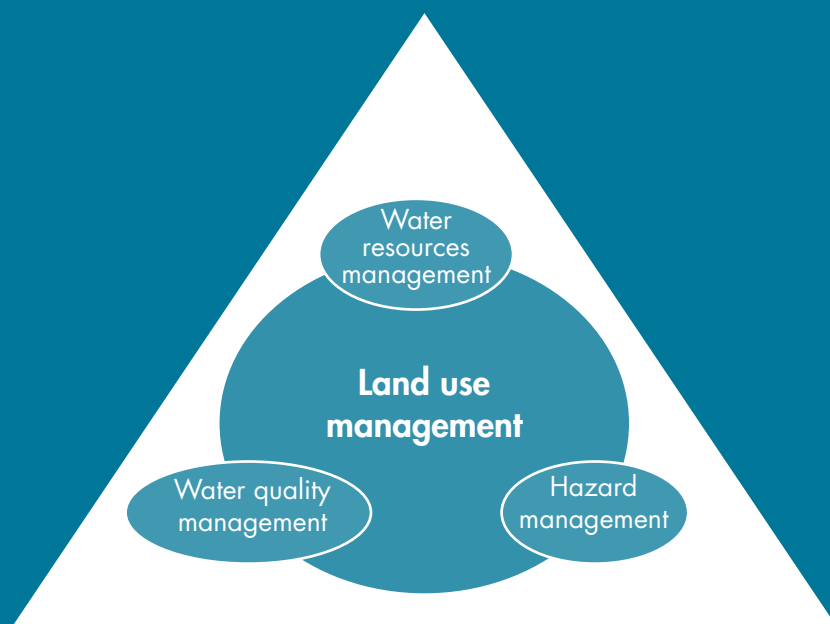 Water
resources
management
Land use
management
Water quality
management
Hazard
management